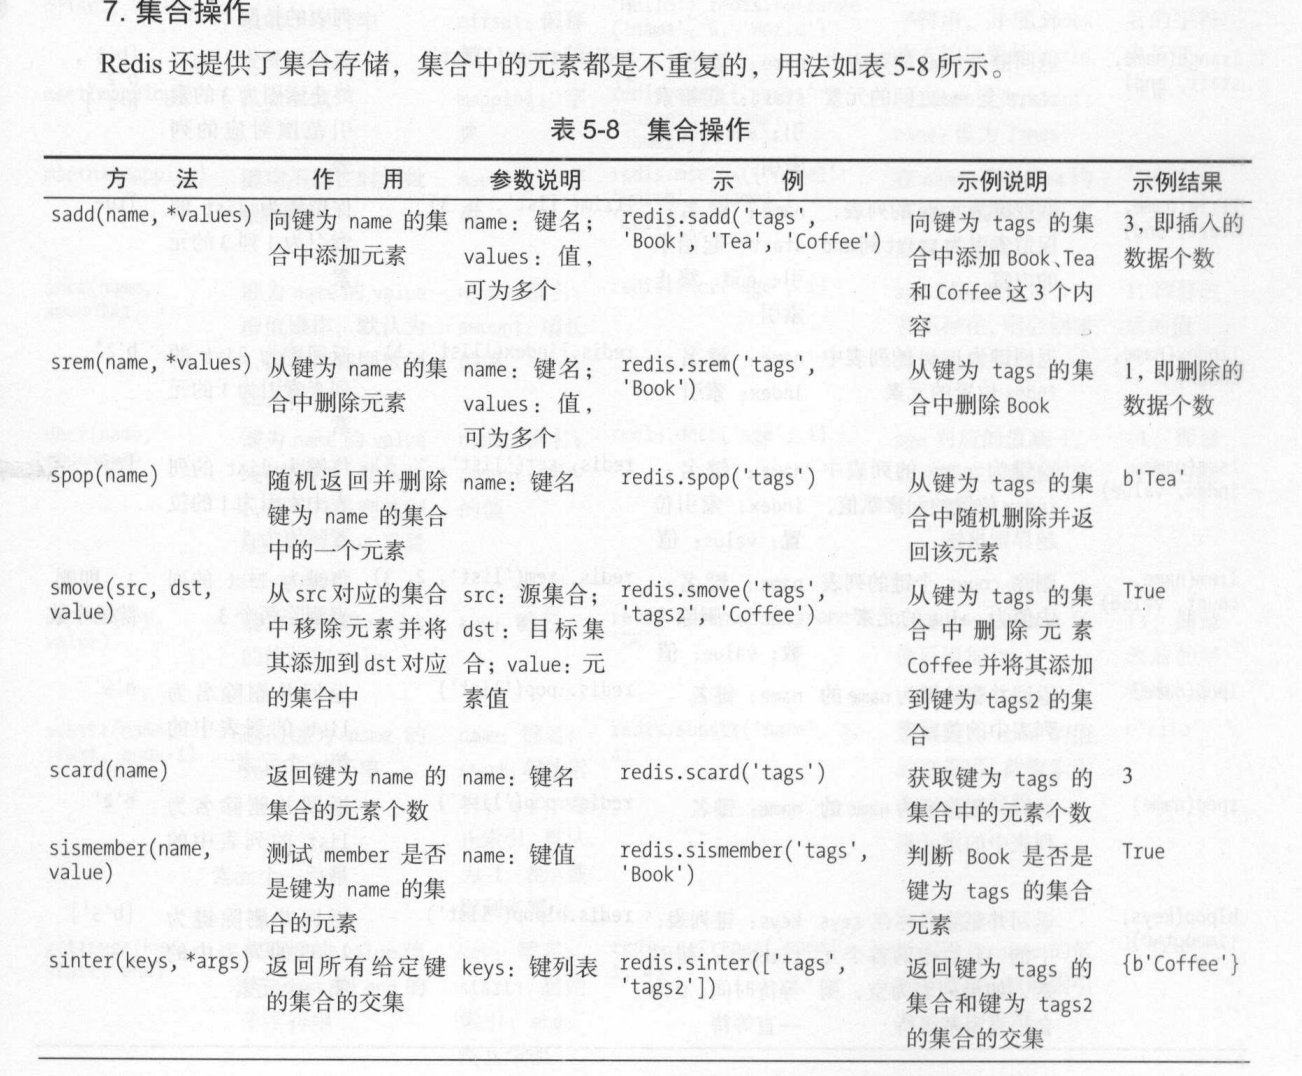 7. 集合操作
Redis 还提供了集合存储，集合中的元素都是不重复的，用法如表 5-8 所示。
表 5-8 集合操作
方 法 作 用 参数说明 示 例 示例说明 示例结果
sadd(name, *values) 向键为 name 的集 name：键名； redis.sadd('tags', 向键为 tags 的集 3，即插入的
合中添加元素 values：值， 'Book', 'Tea', 'Coffee') 合中添加 Book、Tea 数据个数
可为多个 和 Coffee 这 3 个内
容
srem(name, *values) 从键为 name 的集 name：键名； redis.srem('tags', 从键为 tags 的集 1，即删除的
合中删除元素 values：值， 'Book') 合中删除 Book 数据个数
可为多个
spop(name) 随机返回并删除 name：键名 redis.spop('tags') 从键为 tags 的集 b'Tea'
键为 name 的集合 合中随机删除并返
中的一个元素 回该元素
smove(src, dst, 从 src 对应的集合 src：源集合； redis.smove('tags', 从键为 tags 的集 True
value) 中移除元素并将 dst：目标集 'tags2', 'Coffee') 合中删除元素
其添加到 dst 对应 合；value：元 Coffee 并将其添加
的集合中 素值 到键为 tags2 的集
合
scard(name) 返回键为 name 的 name：键名 redis.scard('tags') 获取键为 tags 的 3
集合的元素个数 集合中的元素个数
sismember(name, 测试 member 是否 name：键值 redis.sismember('tags', 判断 Book 是否是 True
value) 是键为 name 的集 'Book') 键为 tags 的集合
合的元素 元素
sinter(keys, *args) 返回所有给定键 keys：键列表 redis.sinter(['tags', 返回键为 tags 的 {b'Coffee'}
的集合的交集 'tags2']) 集合和键为 tags2
的集合的交集